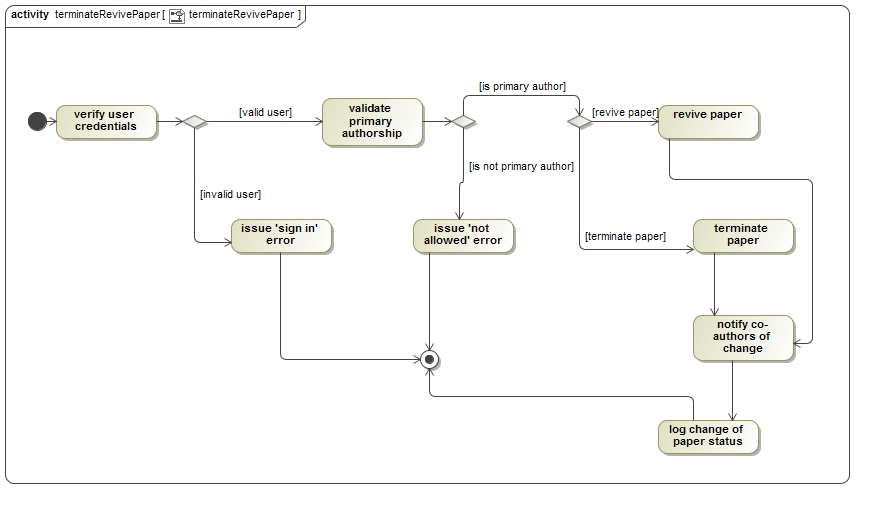 activity terminateRevivePaper[ terminateRevivePaper ]
[is primary author]
verify user
credentials
[valid user]
validate
primary
authorship
[revive paper]
revive paper
[is not primary author]
[invalid user]
issue 'sign in'
error
issue 'not
allowed' error
[terminate paper]
terminate
paper
notify co-
authors of
change
log change of
paper status